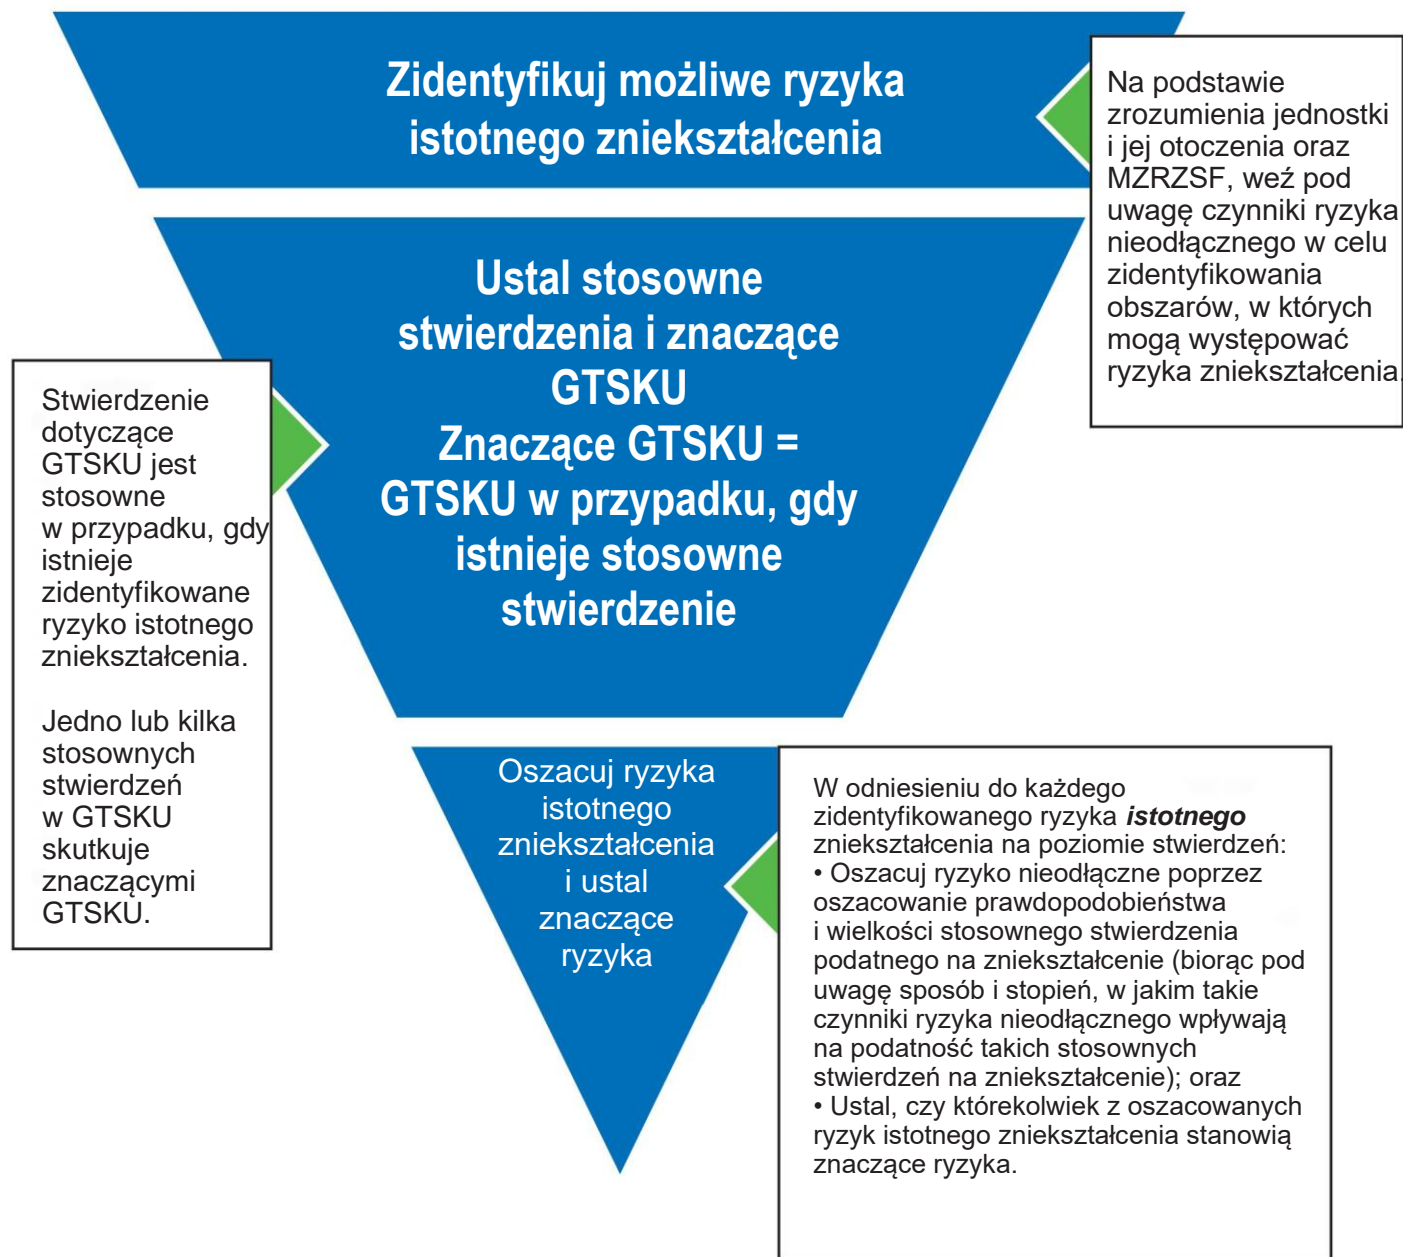 Zidentyfikuj możliwe ryzyka
istotnego zniekształcenia
Na podstawie
zrozumienia jednostki
i jej otoczenia oraz
MZRZSF, weź pod
uwagę czynniki ryzyka
nieodłącznego w celu
zidentyfikowania
obszarów, w których
mogą występować
ryzyka zniekształcenia.
Ustal stosowne
stwierdzenia i znaczące
GTSKU
Znaczące GTSKU =
GTSKU w przypadku, gdy
istnieje stosowne
stwierdzenie
Stwierdzenie
dotyczące
GTSKU jest
stosowne
w przypadku, gdy
istnieje
zidentyfikowane
ryzyko istotnego
zniekształcenia.
Jedno lub kilka
stosownych
stwierdzeń
w GTSKU
skutkuje
znaczącymi
GTSKU.
Oszacuj ryzyka
istotnego
zniekształcenia
i ustal
znaczące
ryzyka
W odniesieniu do każdego
zidentyfikowanego ryzyka istotnego
zniekształcenia na poziomie stwierdzeń:
• Oszacuj ryzyko nieodłączne poprzez
oszacowanie prawdopodobieństwa
i wielkości stosownego stwierdzenia
podatnego na zniekształcenie (biorąc pod
uwagę sposób i stopień, w jakim takie
czynniki ryzyka nieodłącznego wpływają
na podatność takich stosownych
stwierdzeń na zniekształcenie); oraz
• Ustal, czy którekolwiek z oszacowanych
ryzyk istotnego zniekształcenia stanowią
znaczące ryzyka.